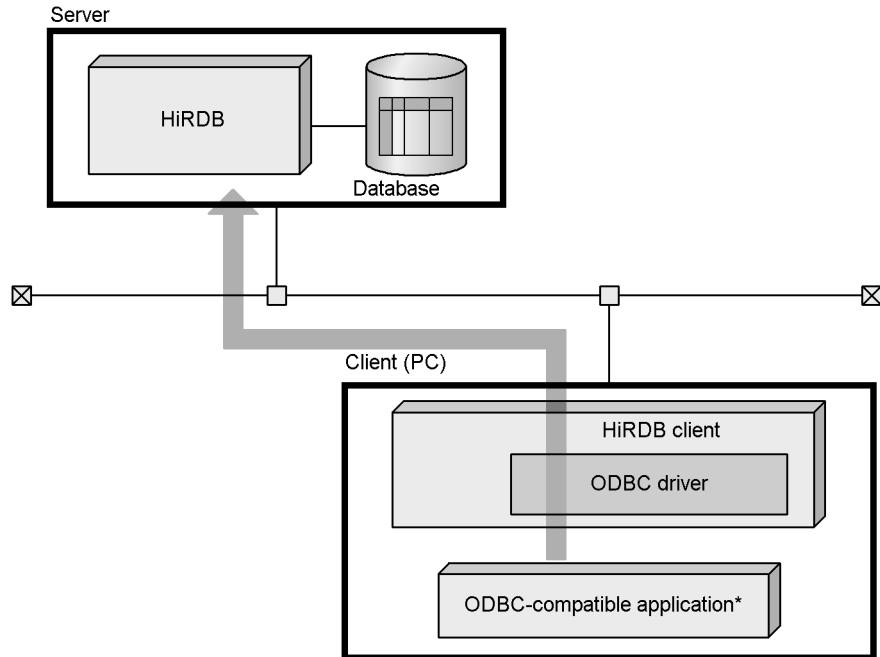 Server
HiRDB
Database
Client (PC)
HiRDB client
ODBC driver
ODBC-compatible application*